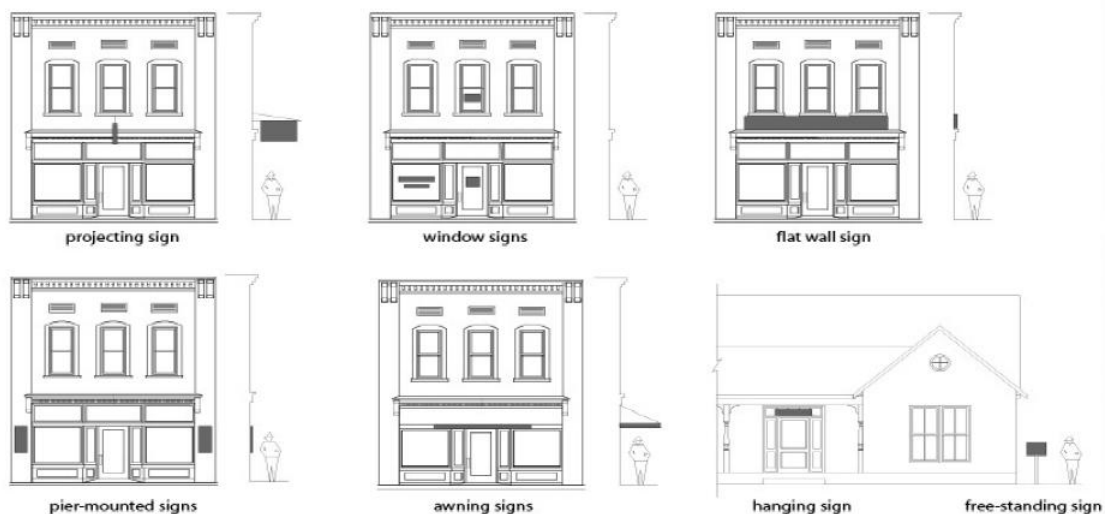 projecting sign
window signs
flat wall sign
pier-mounted signs
awning signs
hanging sign
free-standing sign